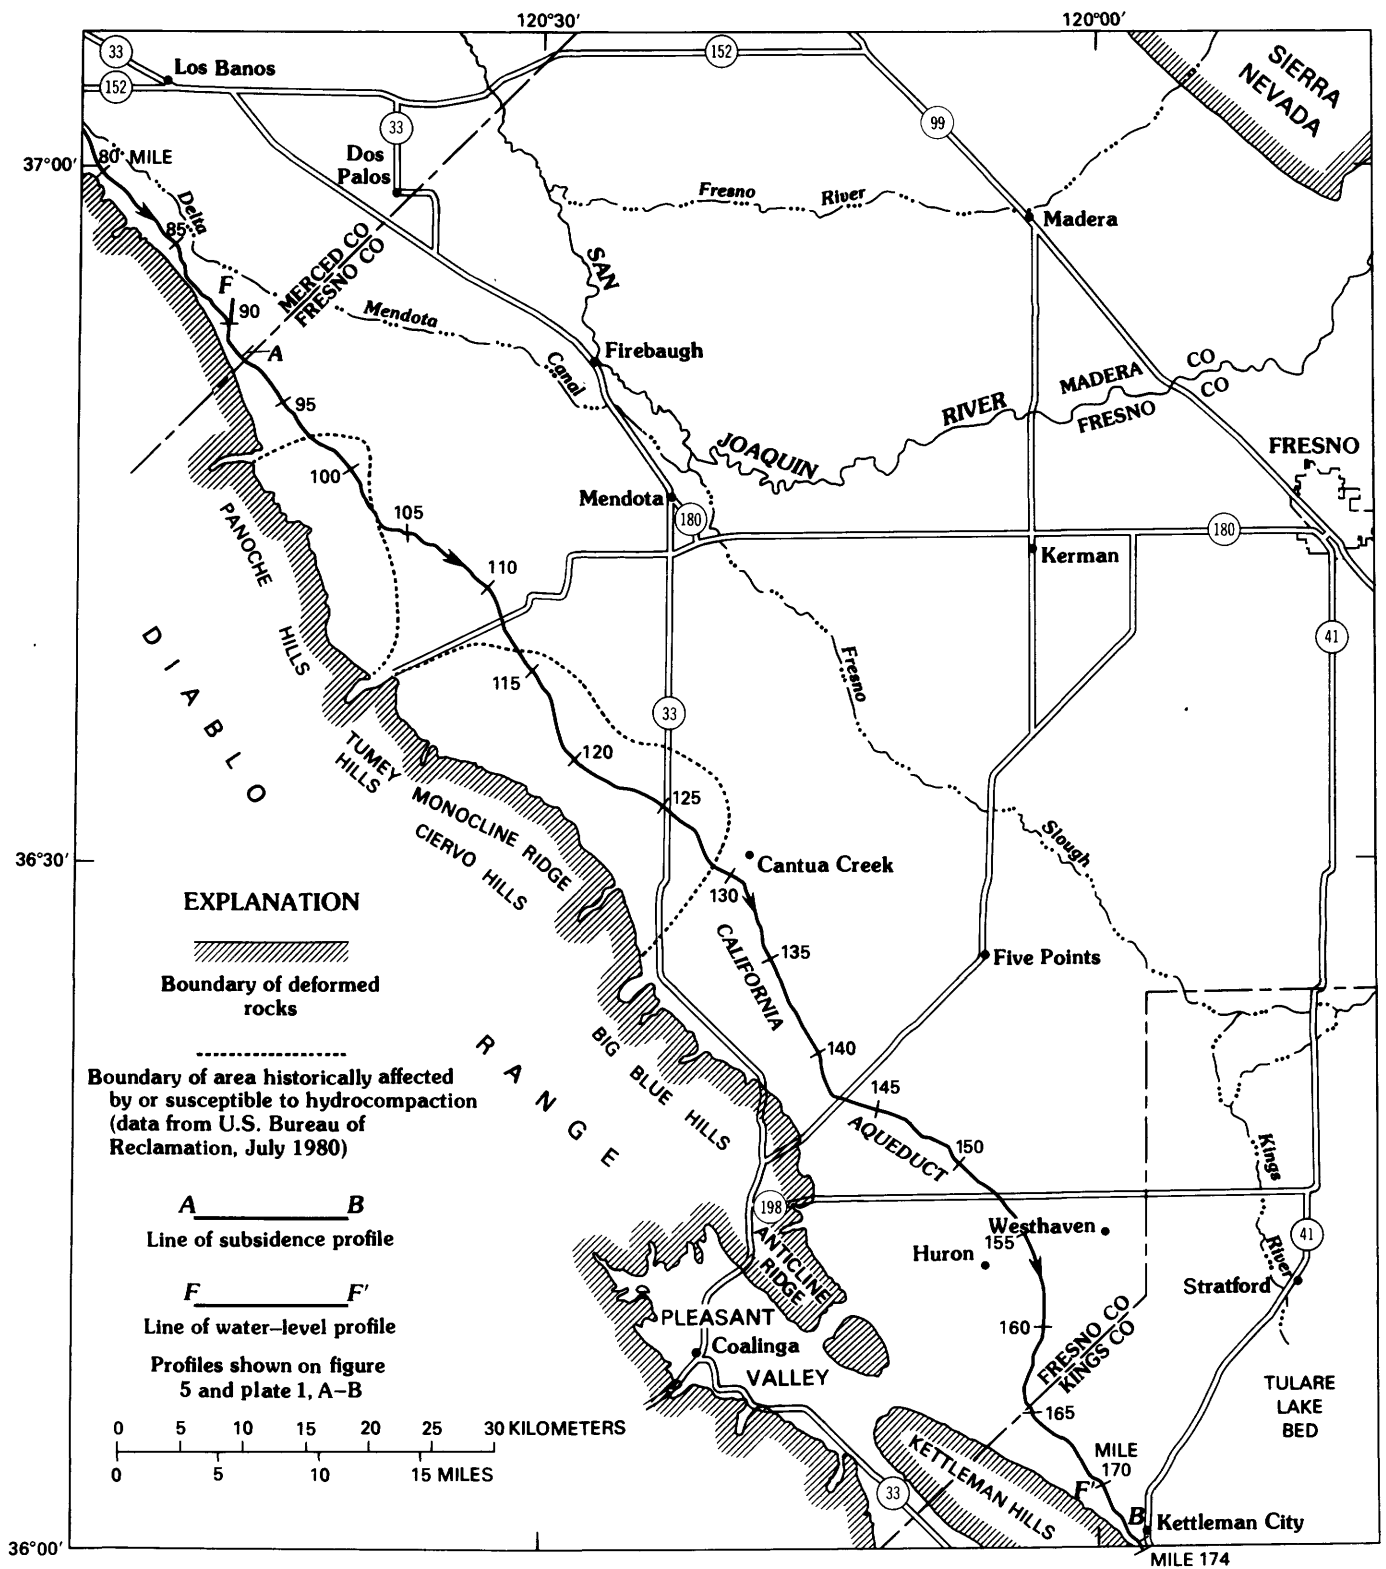 120°30′
120°00′
33
Los Banos
152
152
SIERRA
NEVADA
99
33
Dos
Palos
37°00′
80 MILE
Delta
Fresno
River
Madera
85
MERCED CO
FRESNO CO
SAN
F
90
Mendota
A
Firebaugh
Canal
95
MADERA CO
FRESNO CO
RIVER
JOAQUIN
FRESNO
100
Mendota
180
180
105
PANOCHE
HILLS
Kerman
110
DIABLO
41
Fresno
115
33
TUMEY
HILLS
120
MONOCLINE RIDGE
CIERVO HILLS
125
Slough
36°30′
Cantua Creek
130
EXPLANATION
Boundary of deformed
rocks
Boundary of area historically affected
by or susceptible to hydrocompaction
(data from U.S. Bureau of
Reclamation, July 1980)
A B
Line of subsidence profile
F F′
Line of water–level profile
Profiles shown on figure
5 and plate 1, A–B
0 5 10 15 20 25 30 KILOMETERS
0 5 10 15 MILES
CALIFORNIA
135
Five Points
RANGE
BIG BLUE HILLS
140
145
AQUEDUCT
150
Kings
River
198
Westhaven
155
Huron
41
Stratford
ANTICLINE
RIDGE
PLEASANT
VALLEY
Coalinga
160
FRESNO CO
KINGS CO
TULARE
LAKE
BED
165
KETTLEMAN HILLS
MILE
170
F′
33
B
Kettleman City
36°00′
MILE 174